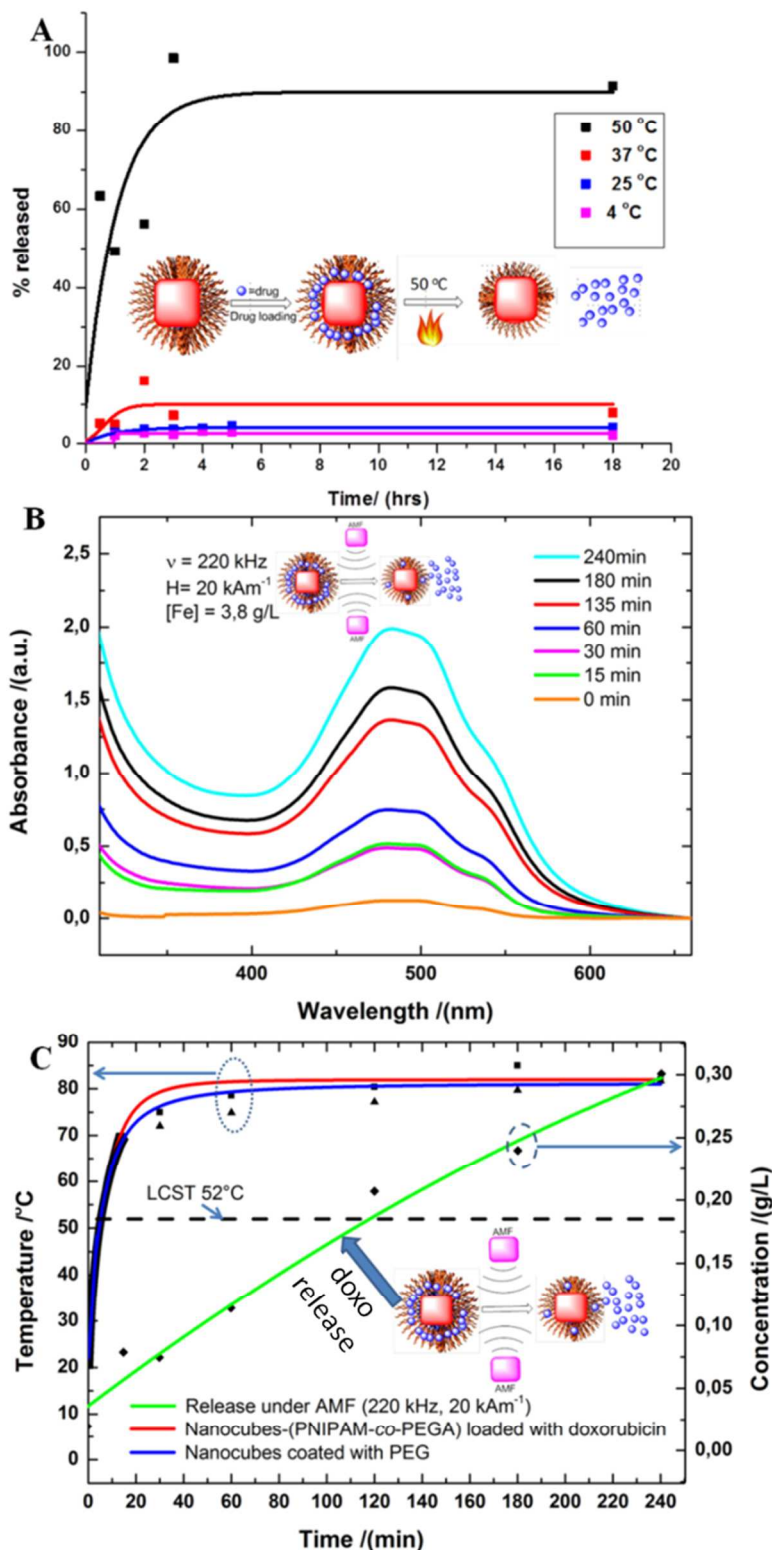 A
100
80
60
40
20
0
% released
50 °C
37 °C
25 °C
4 °C
=drug
Drug loading
50 °C
0 2 4 6 8 10 12 14 16 18 20
Time/ (hrs)
B
2,5
2,0
1,5
1,0
0,5
0,0
Absorbance /(a.u.)
ν = 220 kHz
H= 20 kAm⁻¹
[Fe] = 3,8 g/L
AMF
AMF
240min
180 min
135 min
60 min
30 min
15 min
0 min
400 500 600
Wavelength /(nm)
C
90
80
70
60
50
40
30
20
10
0
Temperature /°C
LCST 52°C
doxo
release
AMF
AMF
0,30
0,25
0,20
0,15
0,10
0,05
0,00
Concentration /(g/L)
Release under AMF (220 kHz, 20 kAm⁻¹)
Nanocubes-(PNIPAM-co-PEGA) loaded with doxorubicin
Nanocubes coated with PEG
0 20 40 60 80 100 120 140 160 180 200 220 240
Time /(min)